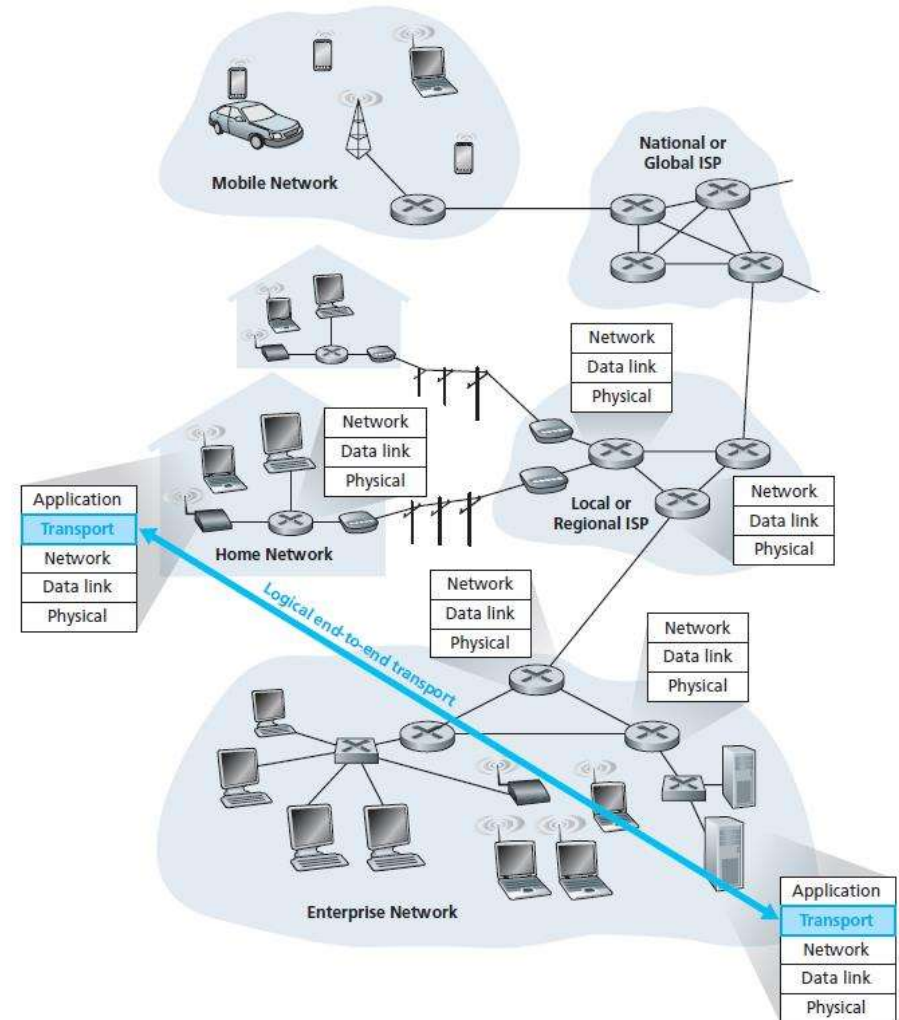 Mobile Network
National or
Global ISP
Network
Data link
Physical
Network
Data link
Physical
Application
Transport
Network
Data link
Physical
Home Network
Local or
Regional ISP
Network
Data link
Physical
Network
Data link
Physical
Logical end-to-end transport
Network
Data link
Physical
Enterprise Network
Application
Transport
Network
Data link
Physical